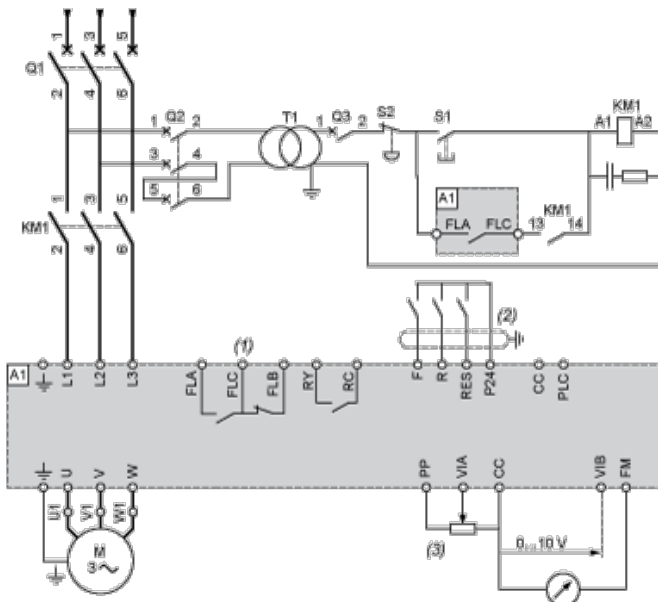 1 3 5
Q1
2 4 6
1 Q2 2
T1
1 Q3 2
S2
S1
KM1
A1 A2
3 4
5 6
A1
FLA FLC
KM1
13 14
1 3 5
KM1
2 4 6
(1)
(2)
A1
L1 L2 L3
FLA FLC FLB RY RC
F R RES P24 CC PLC
U V W
PP VIA CC VIB FM
U1 V1 W1
M
3
(3)
0...10 V